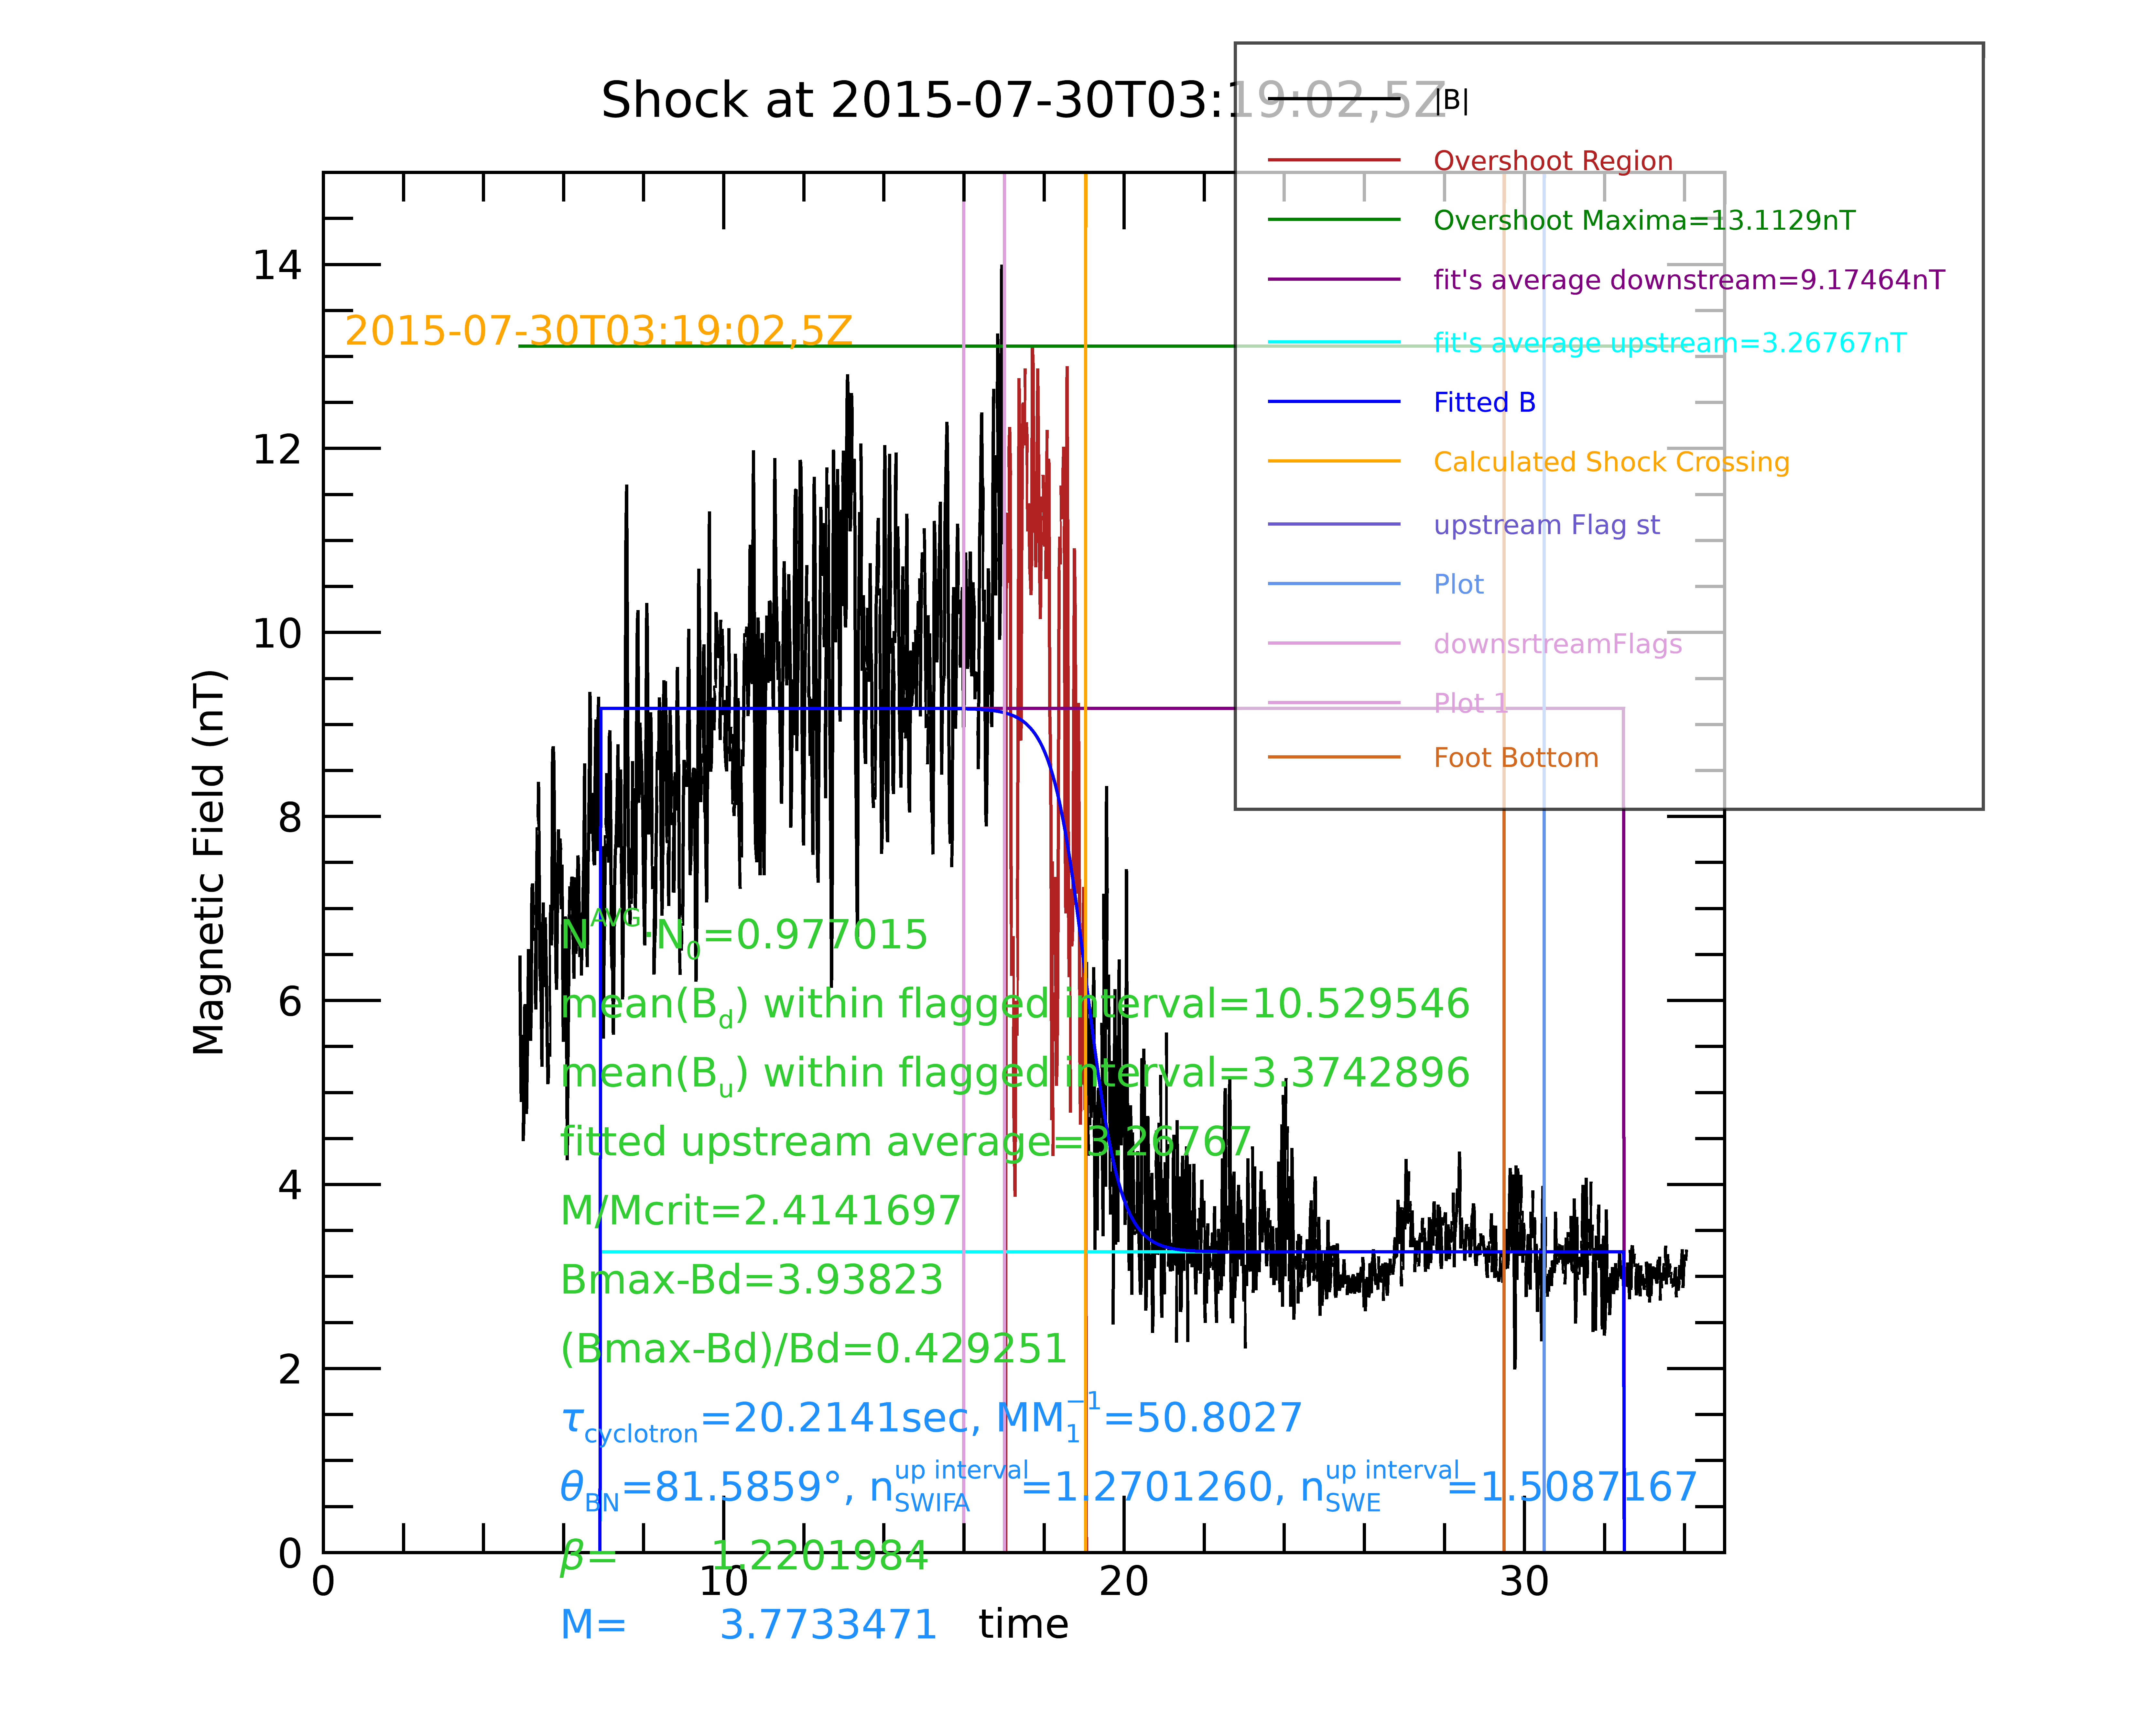 Shock at 2015-07-30T03:19:02,5Z
|B|
Overshoot Region
Overshoot Maxima=13.1129nT
fit's average downstream=9.17464nT
fit's average upstream=3.26767nT
Fitted B
Calculated Shock Crossing
upstream Flag st
Plot
downsrtreamFlags
Plot 1
Foot Bottom
2015-07-30T03:19:02,5Z
Magnetic Field (nT)
14
12
10
8
6
4
2
0
N^AVG·N_0=0.977015
mean(B_d) within flagged interval=10.529546
mean(B_u) within flagged interval=3.3742896
fitted upstream average=3.26767
M/Mcrit=2.4141697
Bmax-Bd=3.93823
(Bmax-Bd)/Bd=0.429251
τ_cyclotron=20.2141sec, MM_1^−1=50.8027
θ_BN=81.5859°, n_SWIFA^up interval=1.2701260, n_SWE^up interval=1.5087167
β= 1.2201984
0 10 20 30
M= 3.7733471
time